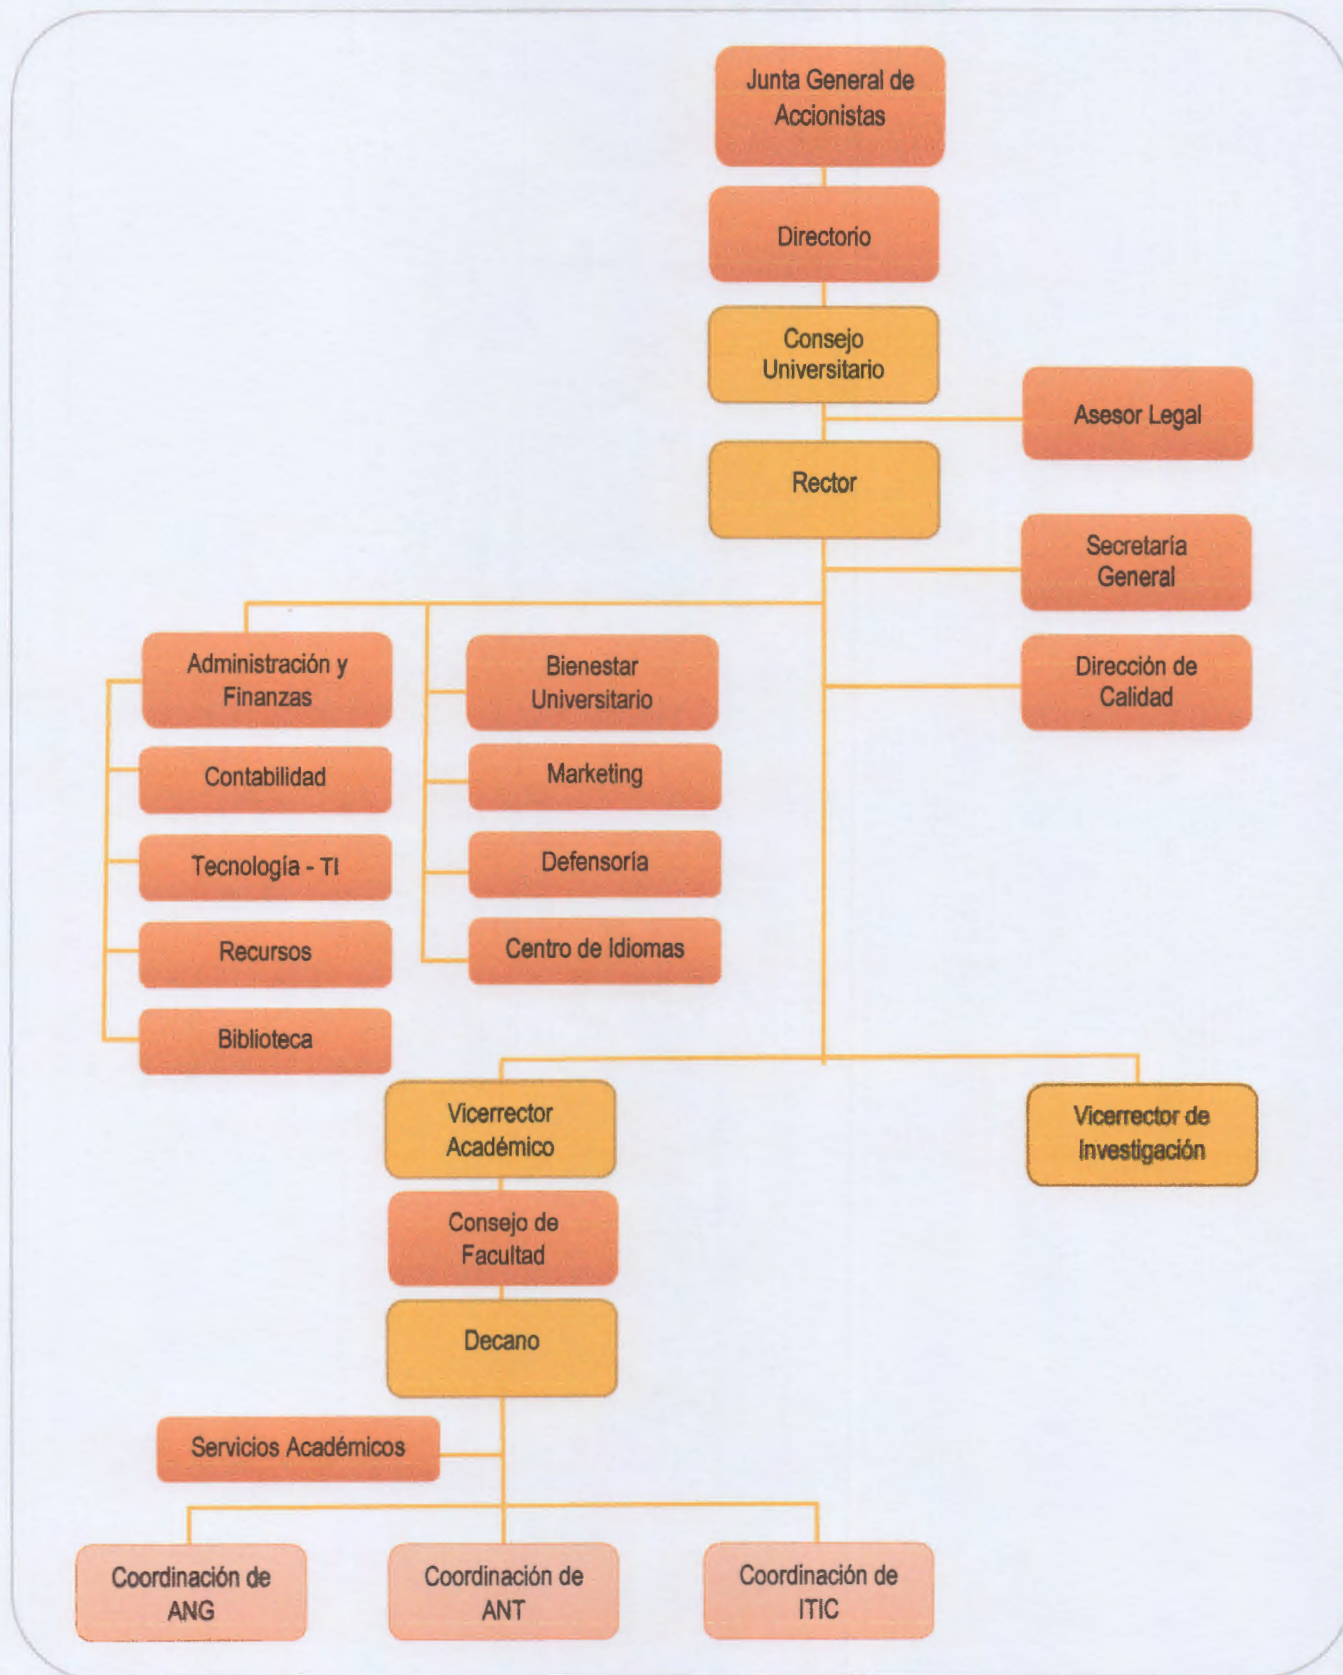 Junta General de
Accionistas
Directorio
Consejo
Universitario
Asesor Legal
Rector
Secretaría
General
Administración y
Finanzas
Bienestar
Universitario
Dirección de
Calidad
Contabilidad
Marketing
Tecnología - TI
Defensoría
Recursos
Centro de Idiomas
Biblioteca
Vicerrector
Académico
Vicerrector de
Investigación
Consejo de
Facultad
Decano
Servicios Académicos
Coordinación de
ANG
Coordinación de
ANT
Coordinación de
ITIC